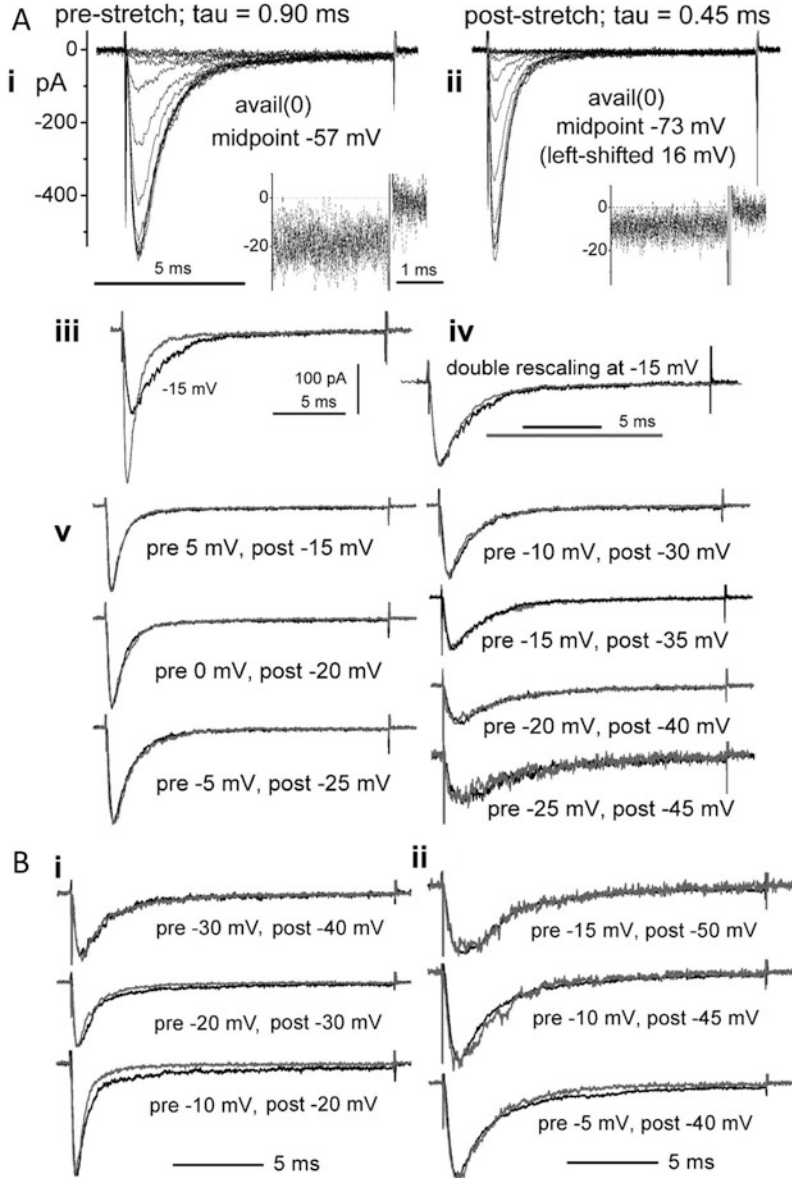 A
pre-stretch; tau = 0.90 ms
post-stretch; tau = 0.45 ms
i
0
pA
-200
-400
avail(0)
midpoint -57 mV
0
-20
5 ms
1 ms
ii
avail(0)
midpoint -73 mV
(left-shifted 16 mV)
0
-20
iii
-15 mV
100 pA
5 ms
iv
double rescaling at -15 mV
5 ms
v
pre 5 mV, post -15 mV
pre 0 mV, post -20 mV
pre -5 mV, post -25 mV
pre -10 mV, post -30 mV
pre -15 mV, post -35 mV
pre -20 mV, post -40 mV
pre -25 mV, post -45 mV
B
i
pre -30 mV, post -40 mV
pre -20 mV, post -30 mV
pre -10 mV, post -20 mV
5 ms
ii
pre -15 mV, post -50 mV
pre -10 mV, post -45 mV
pre -5 mV, post -40 mV
5 ms